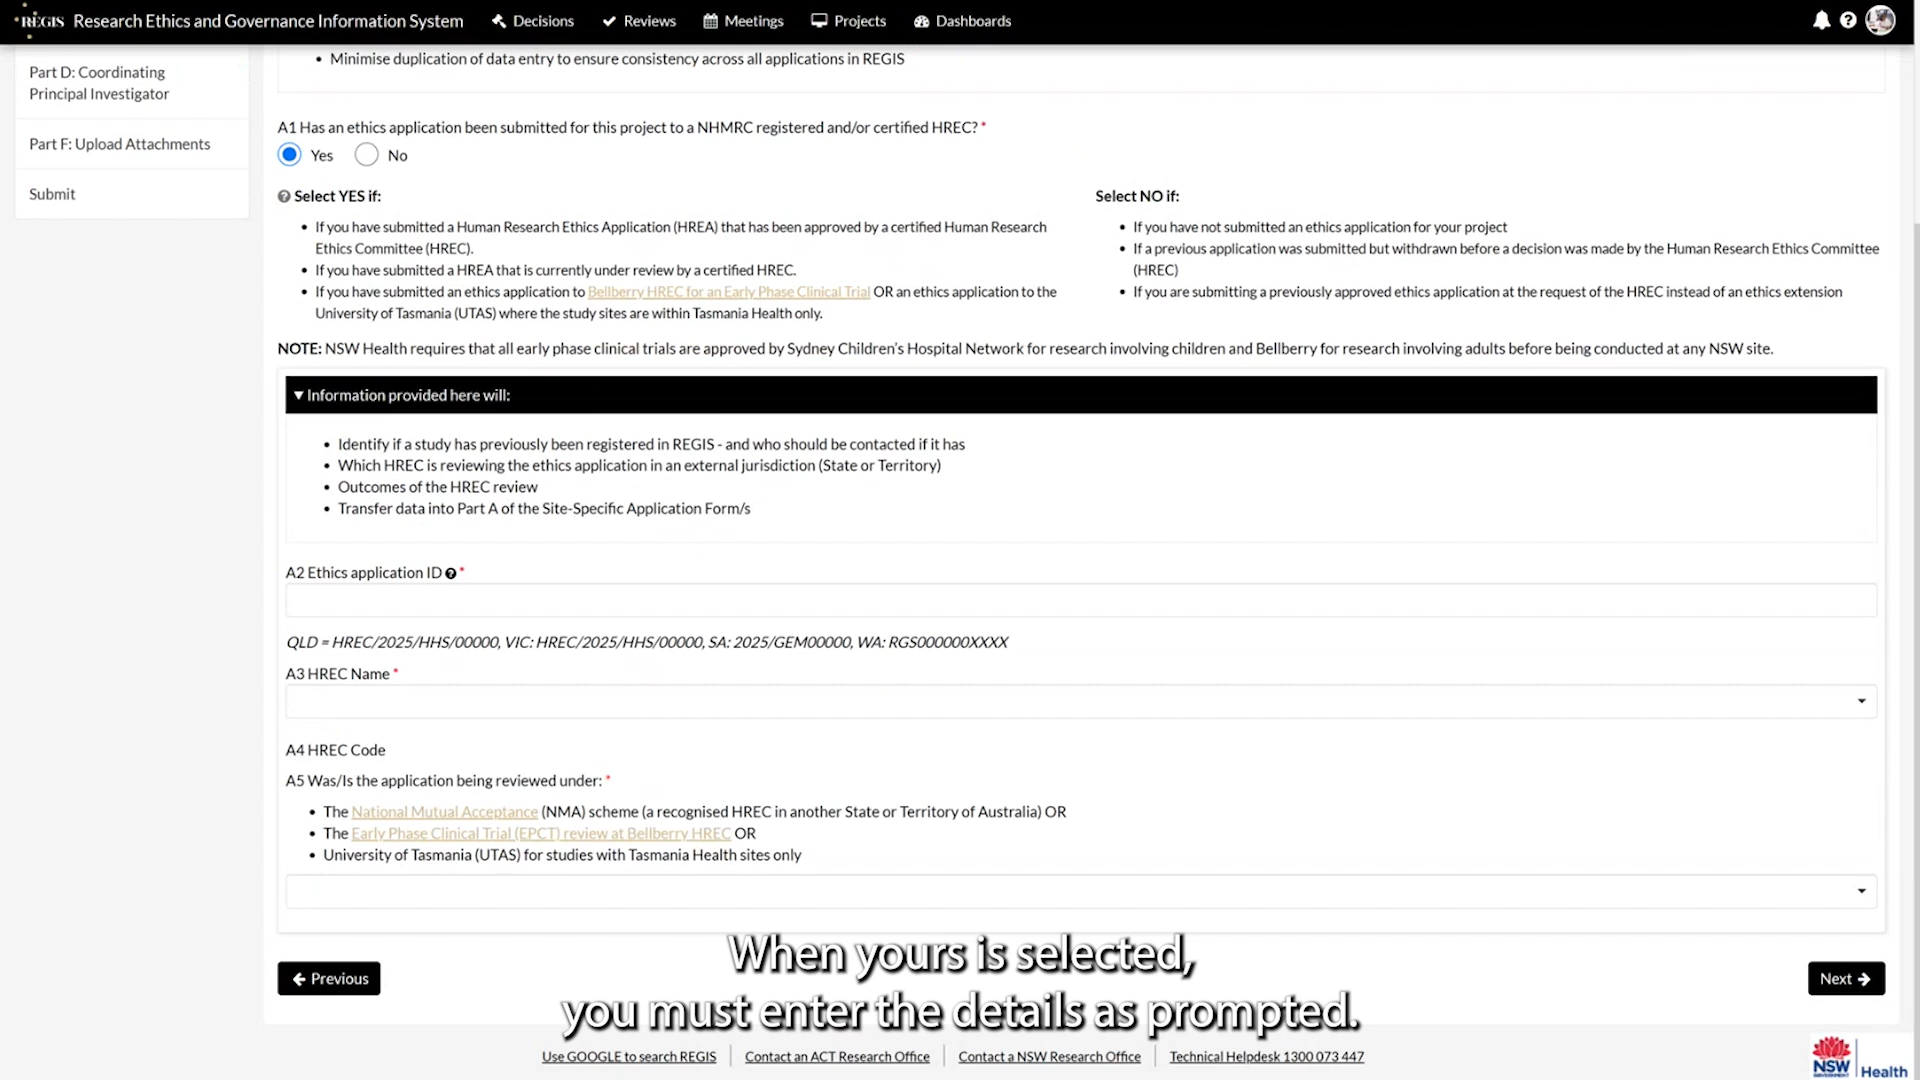 REGIS Research Ethics and Governance Information System Decisions Reviews Meetings Projects Dashboards
Part D: Coordinating
Principal Investigator
Part F: Upload Attachments
Submit
• Minimise duplication of data entry to ensure consistency across all applications in REGIS
A1 Has an ethics application been submitted for this project to a NHMRC registered and/or certified HREC? *
Yes No
Select YES if:
• If you have submitted a Human Research Ethics Application (HREA) that has been approved by a certified Human Research
Ethics Committee (HREC).
• If you have submitted a HREA that is currently under review by a certified HREC.
• If you have submitted an ethics application to Bellberry HREC for an Early Phase Clinical Trial OR an ethics application to the
University of Tasmania (UTAS) where the study sites are within Tasmania Health only.
Select NO if:
• If you have not submitted an ethics application for your project
• If a previous application was submitted but withdrawn before a decision was made by the Human Research Ethics Committee
(HREC)
• If you are submitting a previously approved ethics application at the request of the HREC instead of an ethics extension
NOTE: NSW Health requires that all early phase clinical trials are approved by Sydney Children's Hospital Network for research involving children and Bellberry for research involving adults before being conducted at any NSW site.
▼ Information provided here will:
• Identify if a study has previously been registered in REGIS - and who should be contacted if it has
• Which HREC is reviewing the ethics application in an external jurisdiction (State or Territory)
• Outcomes of the HREC review
• Transfer data into Part A of the Site-Specific Application Form/s
A2 Ethics application ID ? *
QLD = HREC/2025/HHS/00000, VIC: HREC/2025/HHS/00000, SA: 2025/GEM00000, WA: RGS000000XXXX
A3 HREC Name *
A4 HREC Code
A5 Was/Is the application being reviewed under: *
• The National Mutual Acceptance (NMA) scheme (a recognised HREC in another State or Territory of Australia) OR
• The Early Phase Clinical Trial (EPCT) review at Bellberry HREC OR
• University of Tasmania (UTAS) for studies with Tasmania Health sites only
When yours is selected,
you must enter the details as prompted.
← Previous
Next →
Use GOOGLE to search REGIS | Contact an ACT Research Office | Contact a NSW Research Office | Technical Helpdesk 1300 073 447
NSW
GOVERNMENT
Health